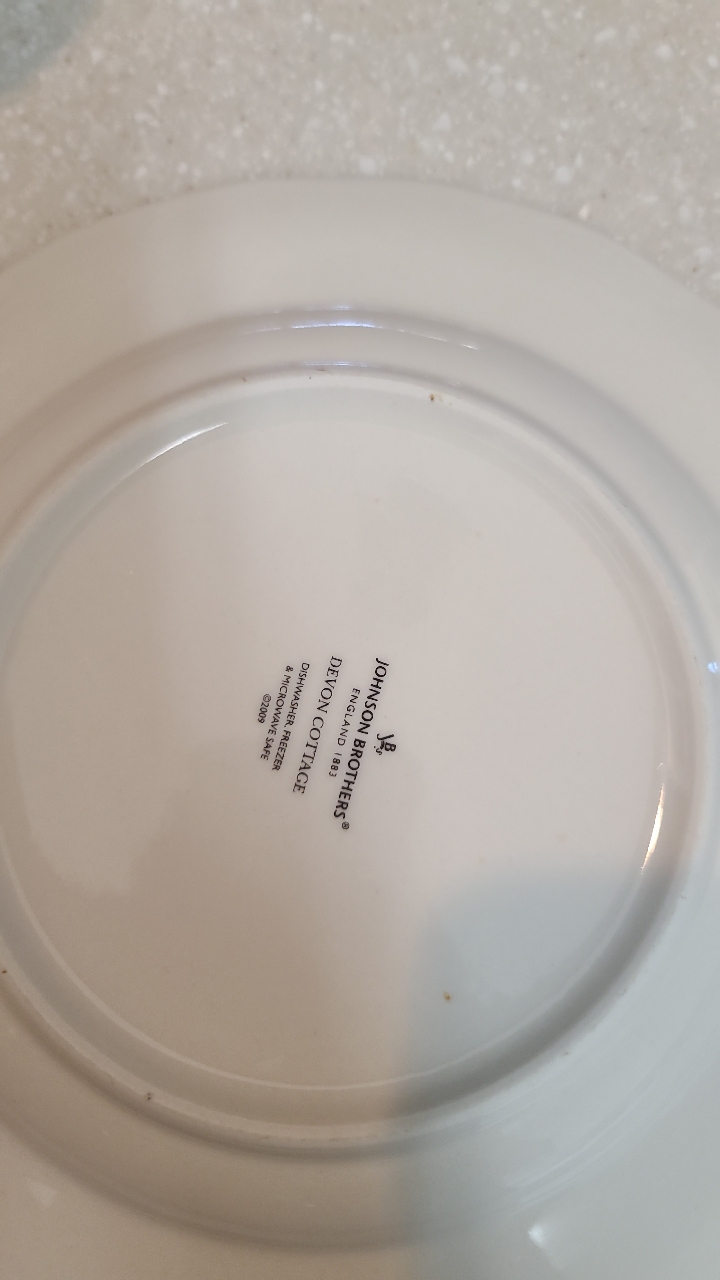 JB
JOHNSON BROTHERS®
ENGLAND 1883
DEVON COTTAGE
DISHWASHER, FREEZER
& MICROWAVE SAFE
©2009